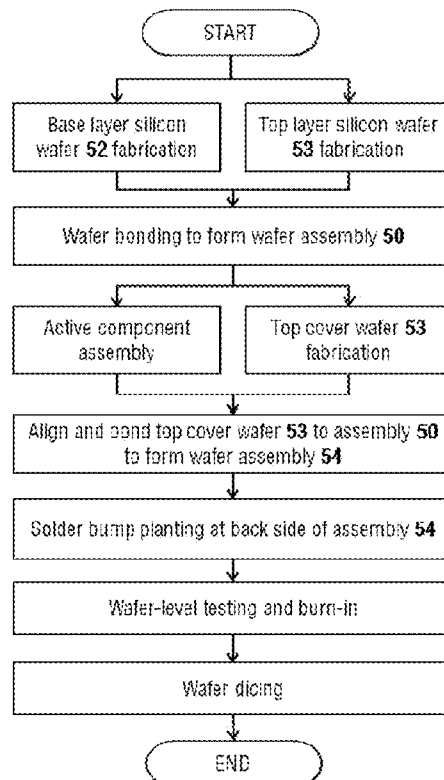 START
Base layer silicon
wafer 52 fabrication
Top layer silicon wafer
53 fabrication
Wafer bonding to form wafer assembly 50
Active component
assembly
Top cover wafer 53
fabrication
Align and bond top cover wafer 53 to assembly 50
to form wafer assembly 54
Solder bump planting at back side of assembly 54
Wafer-level testing and burn-in
Wafer dicing
END